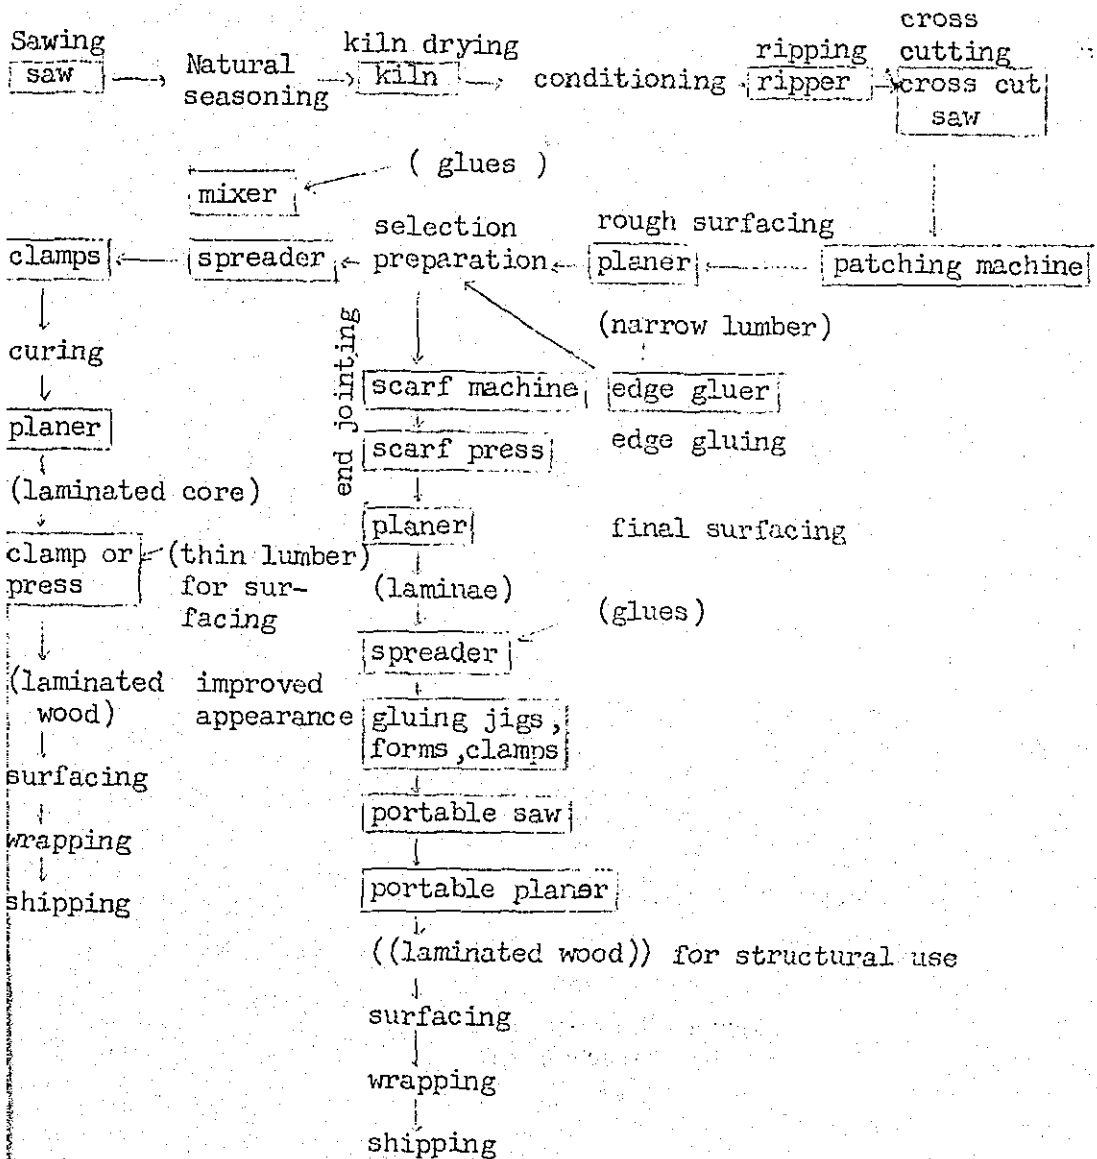 cross
Sawing kiln drying ripping cutting
saw Natural kiln conditioning ripper cross cut
seasoning saw
( glues )
mixer
selection rough surfacing
clamps spreader preparation planer patching machine
(narrow lumber)
curing
end jointing
scarf machine edge gluer
planer
scarf press edge gluing
(laminated core)
planer final surfacing
clamp or (thin lumber)
press for sur- (laminae)
facing (glues)
spreader
(laminated improved
wood) appearance gluing jigs,
forms,clamps
surfacing
portable saw
wrapping
portable planer
shipping
((laminated wood)) for structural use
surfacing
wrapping
shipping